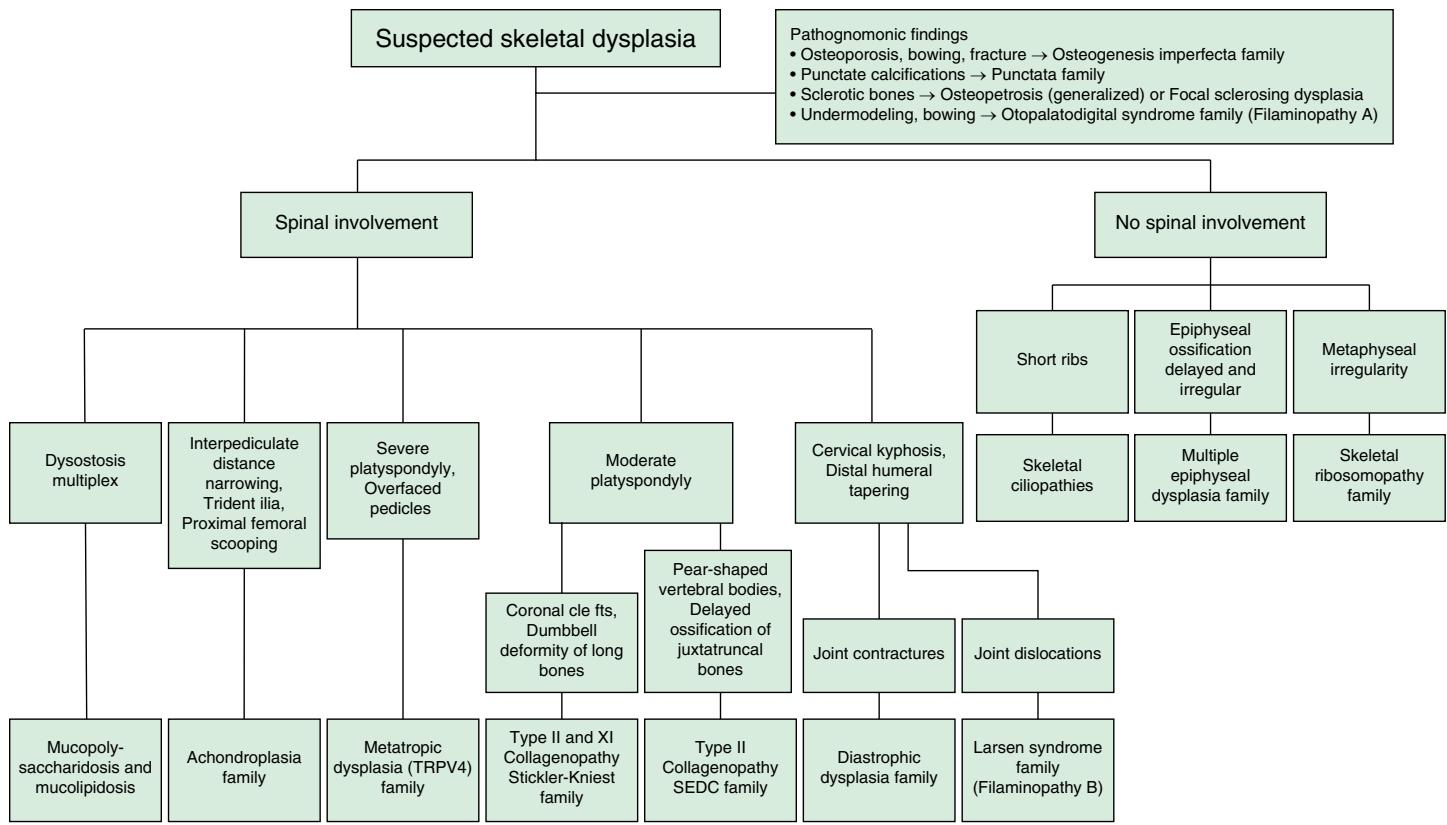 Suspected skeletal dysplasia
Pathognomonic findings
• Osteoporosis, bowing, fracture → Osteogenesis imperfecta family
• Punctate calcifications → Punctata family
• Sclerotic bones → Osteopetrosis (generalized) or Focal sclerosing dysplasia
• Undermodeling, bowing → Otopalatodigital syndrome family (Filaminopathy A)
Spinal involvement
No spinal involvement
Short ribs
Epiphyseal
ossification
delayed and
irregular
Metaphyseal
irregularity
Dysostosis
multiplex
Interpediculate
distance
narrowing,
Trident ilia,
Proximal femoral
scooping
Severe
platyspondyly,
Overfaced
pedicles
Moderate
platyspondyly
Cervical kyphosis,
Distal humeral
tapering
Skeletal
ciliopathies
Multiple
epiphyseal
dysplasia family
Skeletal
ribosomopathy
family
Coronal cle fts,
Dumbbell
deformity of long
bones
Pear-shaped
vertebral bodies,
Delayed
ossification of
juxtatruncal
bones
Joint contractures
Joint dislocations
Mucopoly-
saccharidosis and
mucolipidosis
Achondroplasia
family
Metatropic
dysplasia (TRPV4)
family
Type II and XI
Collagenopathy
Stickler-Kniest
family
Type II
Collagenopathy
SEDC family
Diastrophic
dysplasia family
Larsen syndrome
family
(Filaminopathy B)